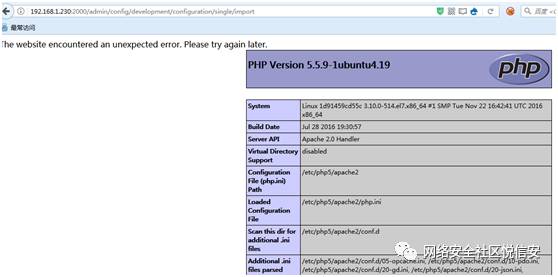 192.168.1.230:2000/admin/config/development/configuration/single/import
百度 <Ct
最常访问
The website encountered an unexpected error. Please try again later.
PHP Version 5.5.9-1ubuntu4.19
php
System Linux 1d91459cd55c 3.10.0-514.el7.x86_64 #1 SMP Tue Nov 22 16:42:41 UTC 2016
x86_64
Build Date Jul 28 2016 19:30:57
Server API Apache 2.0 Handler
Virtual Directory
Support disabled
Configuration
File (php.ini)
Path /etc/php5/apache2
Loaded
Configuration
File /etc/php5/apache2/php.ini
Scan this dir for
additional .ini
files /etc/php5/apache2/conf.d
Additional .ini
files parsed /etc/php5/apache2/conf.d/05-opcache.ini, /etc/php5/apache2/conf.d/10-pdo.ini,
/etc/php5/apache2/conf.d/20-gd.ini, /etc/php5/apache2/conf.d/20-json.ini,
网络安全社区说信安